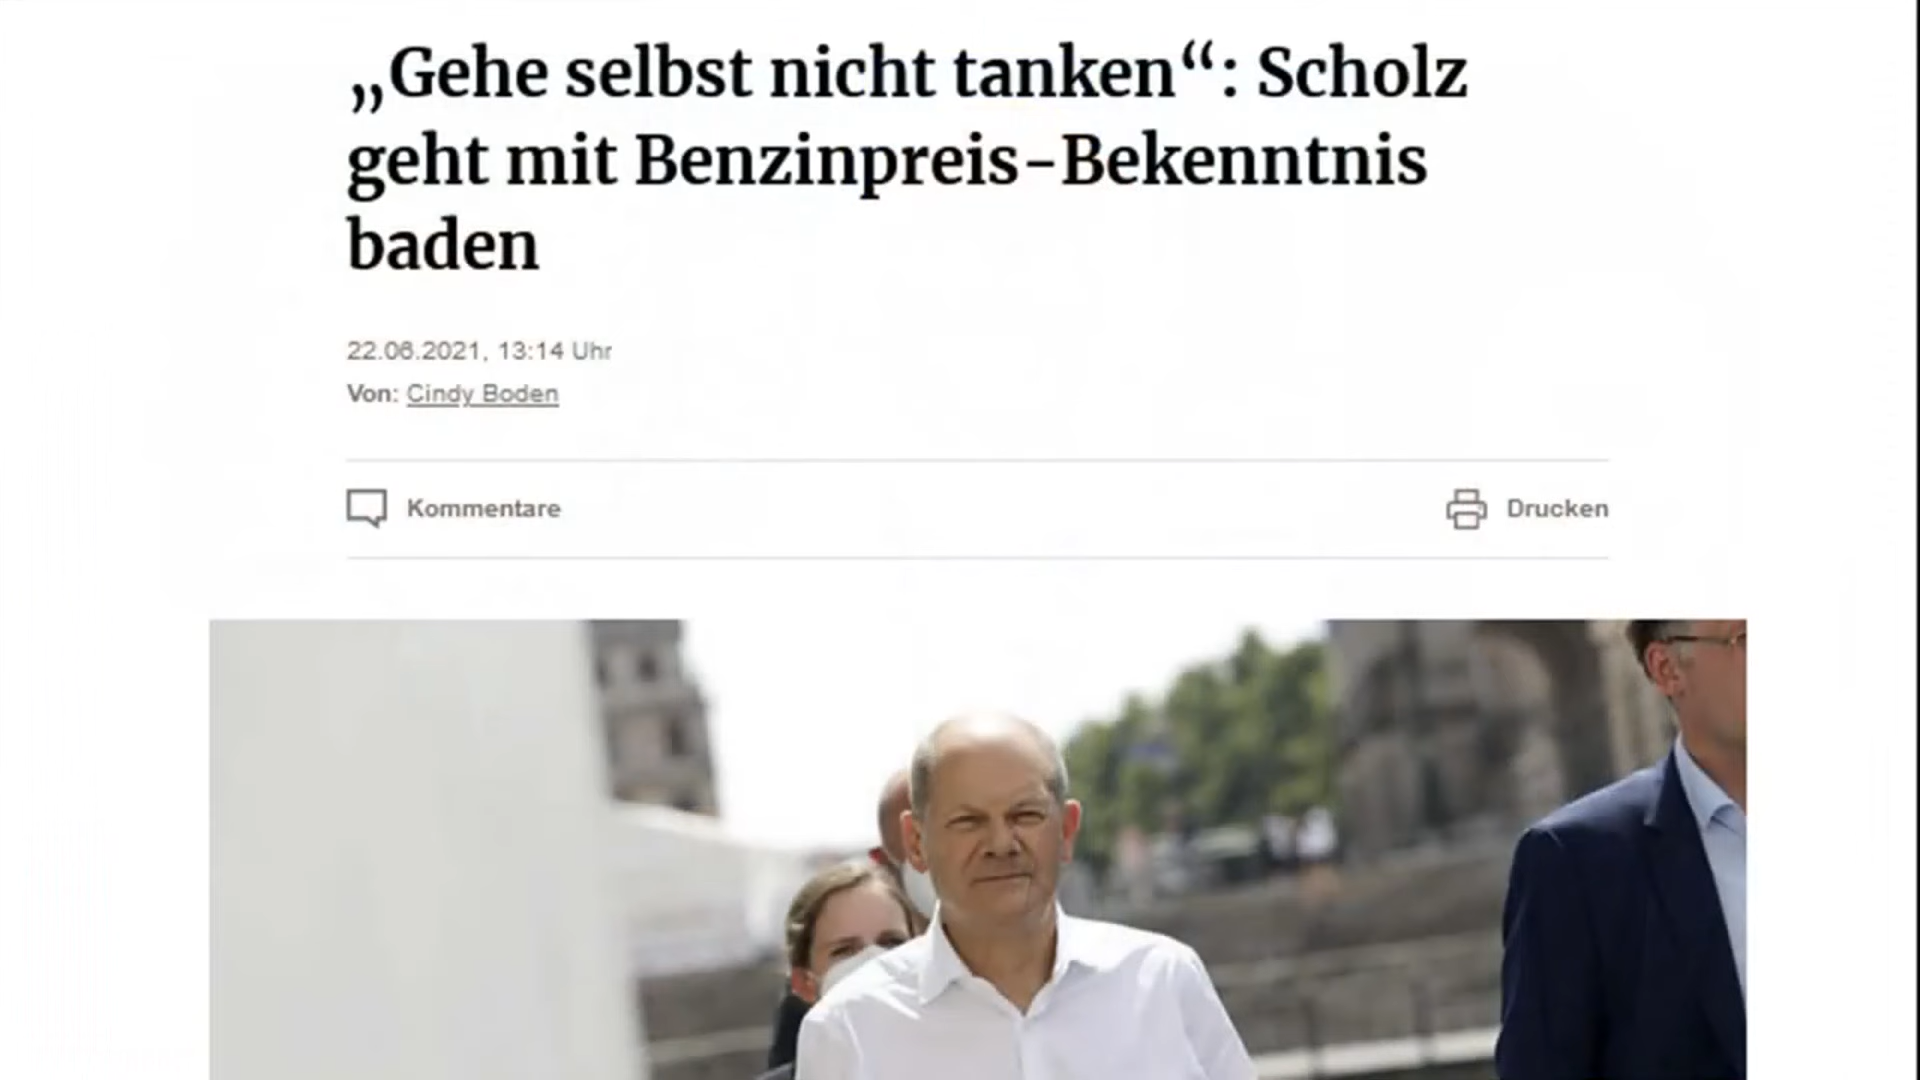 „Gehe selbst nicht tanken“: Scholz
geht mit Benzinpreis-Bekenntnis
baden
22.06.2021, 13:14 Uhr
Von: Cindy Boden
Kommentare
Drucken